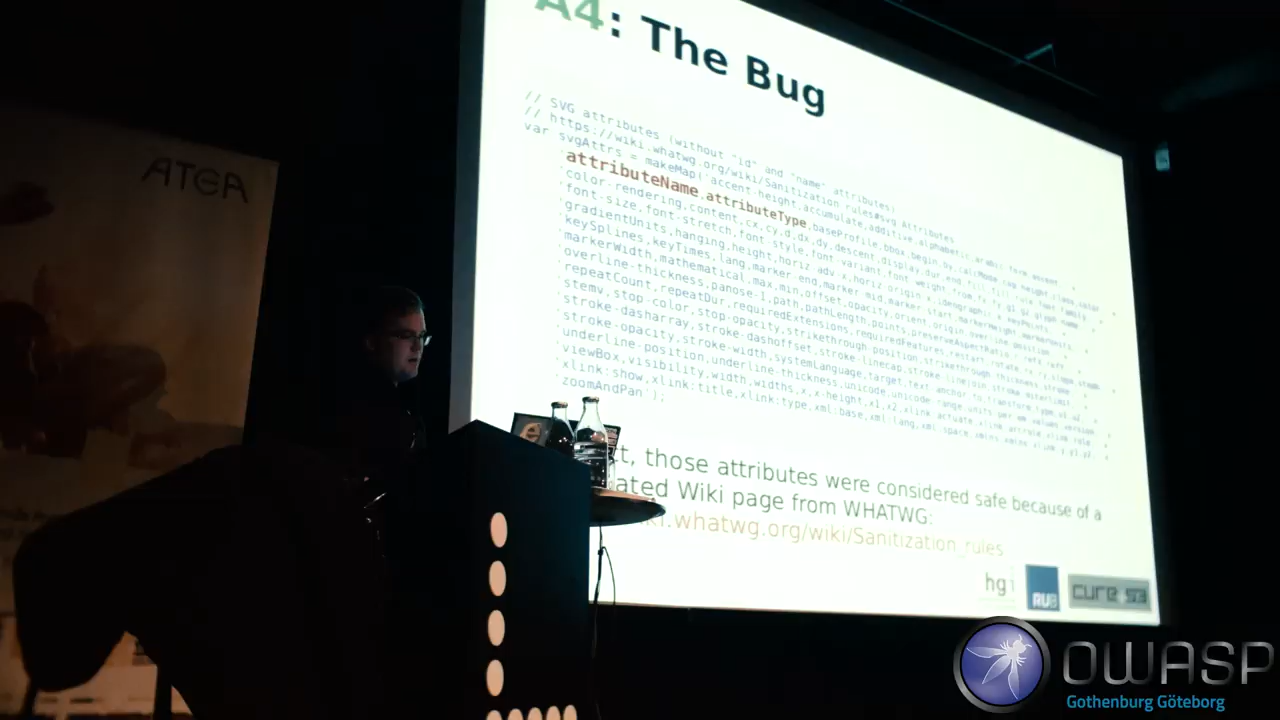 A4: The Bug
// SVG attributes (without "id" and "name" attributes)
// https://wiki.whatwg.org/wiki/Sanitization_rules#svg_Attributes
var svgAttrs = makeMap('accent-height,accumulate,additive,alphabetic,arabic-form,ascent,
'attributeName,attributeType,baseProfile,bbox,begin,by,calcMode,cap-height,class,color
'color-rendering,content,cx,cy,d,dx,dy,descent,display,dur,end,fill,fill-rule,font-family,
'font-size,font-stretch,font-style,font-variant,font-weight,from,fx,fy,g1,g2,glyph-name
'gradientUnits,hanging,height,horiz-adv-x,horiz-origin-x,ideographic,k,keyPoints
'keySplines,keyTimes,lang,marker-end,marker-mid,marker-start,markerHeight,markerUnits,
'markerWidth,mathematical,max,min,offset,opacity,orient,origin,overline-position
'overline-thickness,panose-1,path,pathLength,points,preserveAspectRatio
'repeatCount,repeatDur,requiredExtensions,requiredFeatures,restart,rotate
'stemv,stop-color,stop-opacity,strikethrough-position,strikethrough-thickness,stroke
'stroke-dasharray,stroke-dashoffset,stroke-linecap,stroke-linejoin,stroke-miterlimit,
'stroke-opacity,stroke-width,systemLanguage,target,text-anchor,to,transform,type,u1,u2,
'underline-position,underline-thickness,unicode,unicode-range,units-per-em,values,version
'viewBox,visibility,width,widths,x,x-height,x1,x2,xlink:actuate,xlink:arcrole,xlink:role
'xlink:show,xlink:title,xlink:type,xml:base,xml:lang,xml:space,xmlns
'zoomAndPan');
ct, those attributes were considered safe because of a
ated Wiki page from WHATWG:
ki.whatwg.org/wiki/Sanitization_rules
hgi
RUB
cure53
ATEA
OWASP
Gothenburg Göteborg